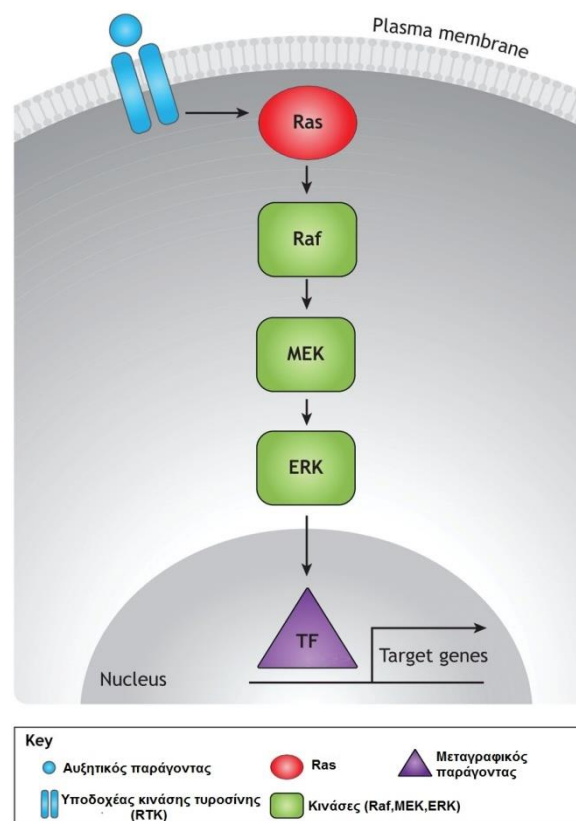 Plasma membrane
Ras
Raf
MEK
ERK
TF
Target genes
Nucleus
Key
Αυξητικός παράγοντας
Ras
Μεταγραφικός
παράγοντας
Υποδοχέας κινάσης τυροσίνης
(RTK)
Κινάσες (Raf,MEK,ERK)